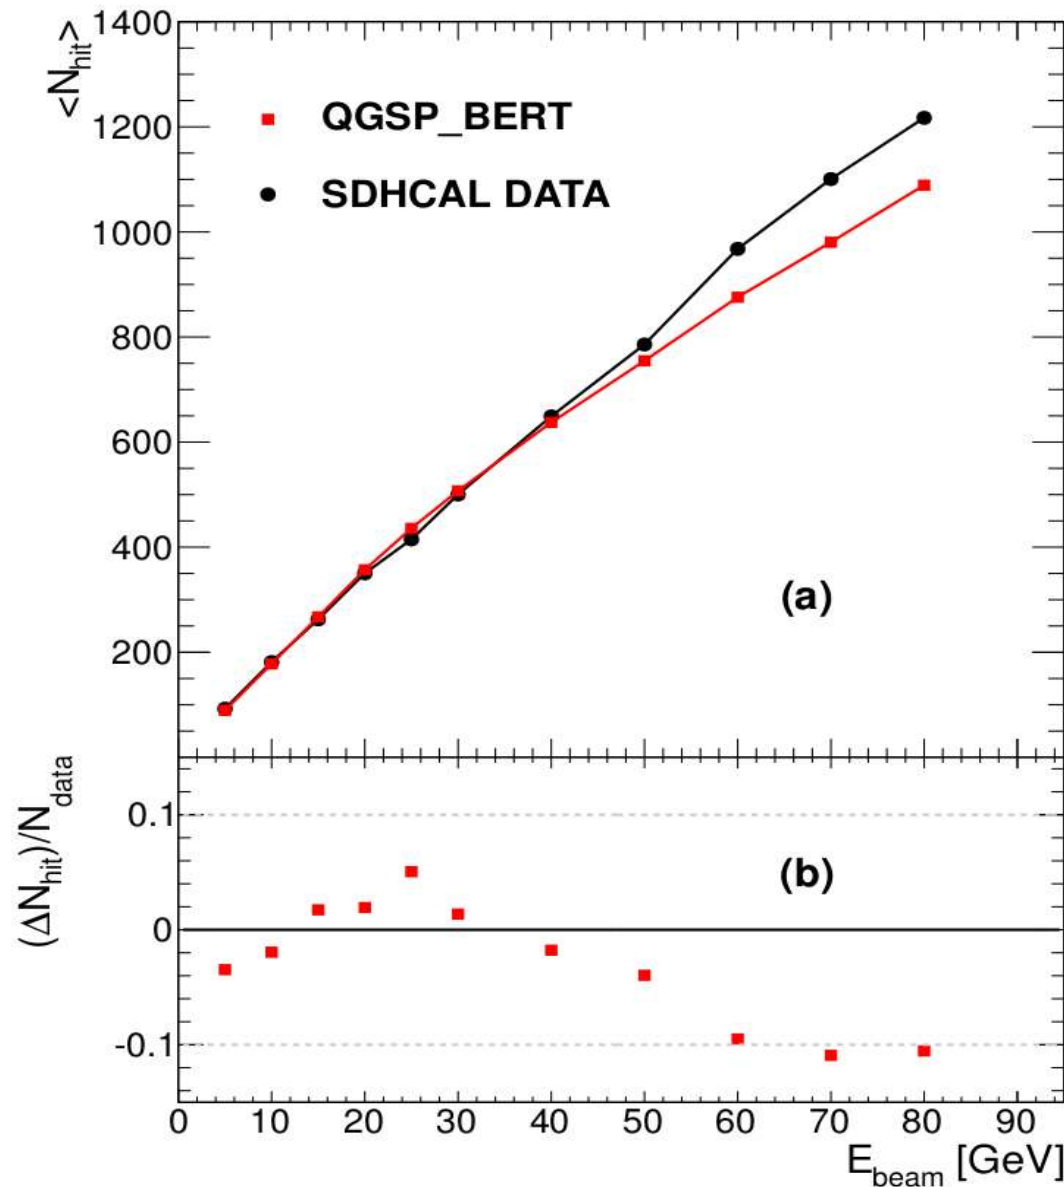 <N_hit>
1400
1200
1000
800
600
400
200
QGSP_BERT
SDHCAL DATA
(a)
(ΔN_hit)/N_data
0.1
0
-0.1
(b)
0 10 20 30 40 50 60 70 80 90
E_beam [GeV]